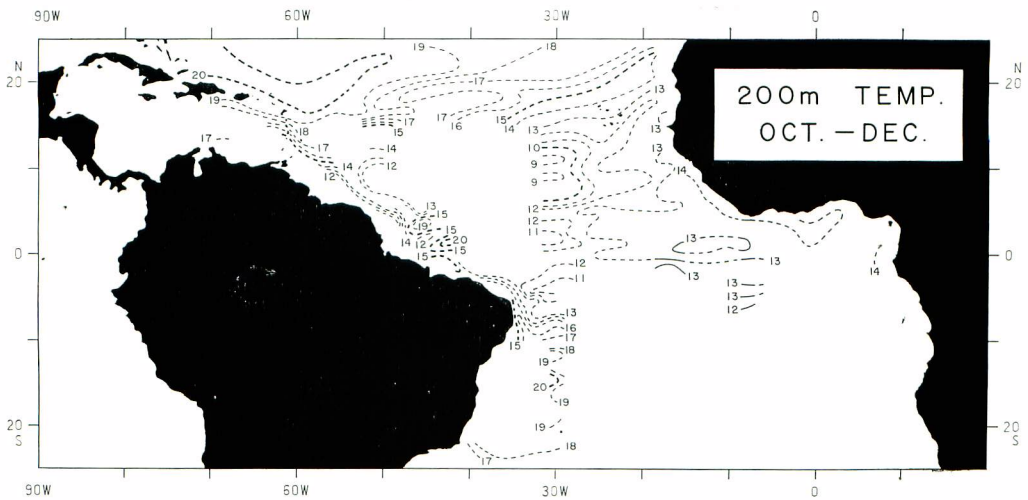 90W 60W 30W 0
19 18
N 20 20 17 13 20 N
19 200m TEMP.
18 17 15 17 16 15 14 13 13 OCT.–DEC.
17 17 14 10 13
14 12 12 9 14
9
13 15 12
19 12
14 12 15 3 20 11 13
0 15 12 13 0
11 13 14
13
13
13 12
16
15 17
18
19
20
19
20 S 19 20 S
17 18
90W 60W 30W 0